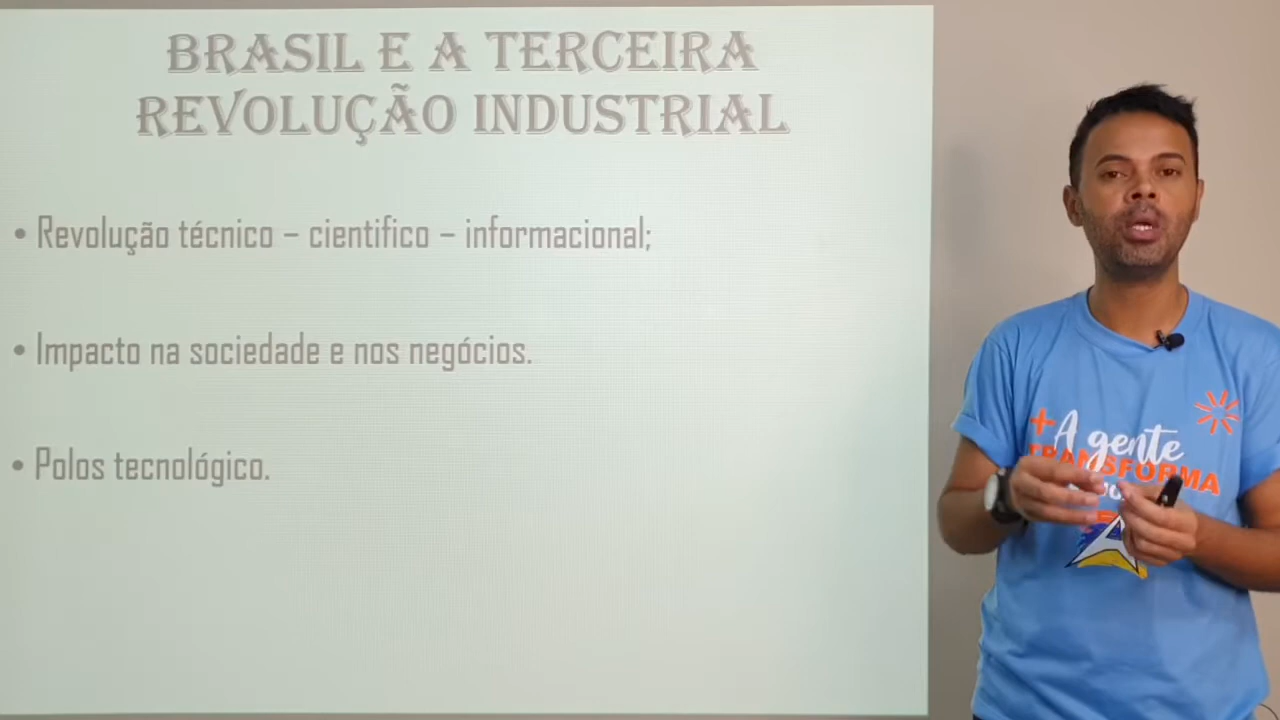 BRASIL E A TERCEIRA
REVOLUÇÃO INDUSTRIAL
• Revolução técnico – cientifico – informacional;
• Impacto na sociedade e nos negócios.
• Polos tecnológico.
+ A gente
TRANSFORMA